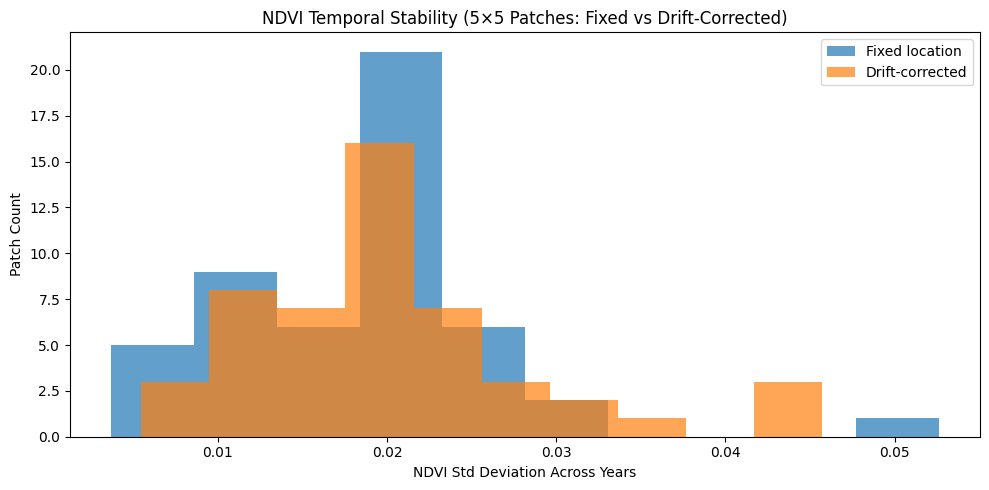 NDVI Temporal Stability (5×5 Patches: Fixed vs Drift-Corrected)
Fixed location
Drift-corrected
20.0
17.5
15.0
12.5
10.0
7.5
5.0
2.5
0.0
Patch Count
0.01
0.02
0.03
0.04
0.05
NDVI Std Deviation Across Years